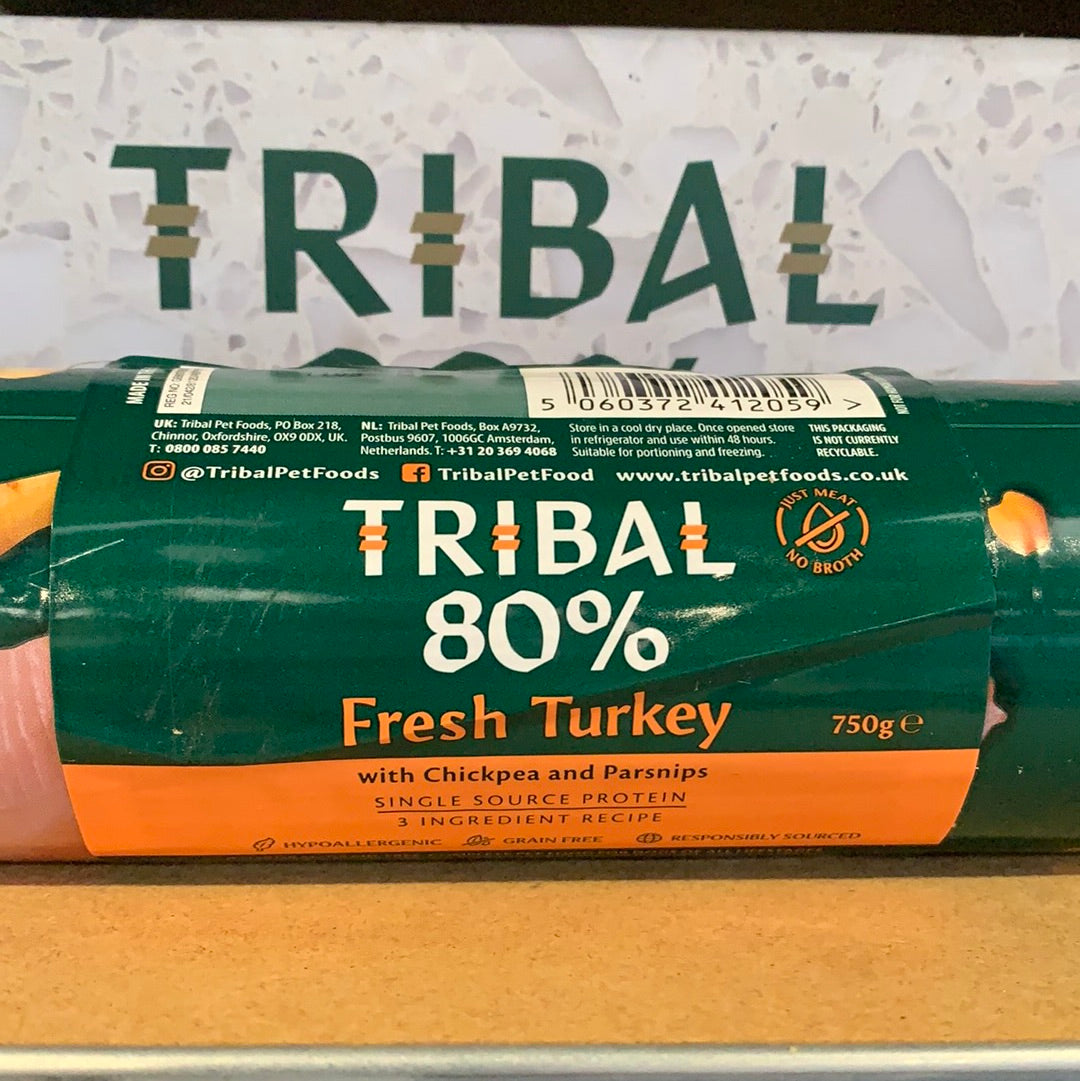 TRIBAL
MADE IN
REG NO
5 060372 412059 >
UK: Tribal Pet Foods, PO Box 218,
Chinnor, Oxfordshire, OX9 0DX, UK.
T: 0800 085 7440
NL: Tribal Pet Foods, Box A9732,
Postbus 9607, 1006GC Amsterdam,
Netherlands. T: +31 20 369 4068
Store in a cool dry place. Once opened store
in refrigerator and use within 48 hours.
Suitable for portioning and freezing.
THIS PACKAGING
IS NOT CURRENTLY
RECYCLABLE.
@TribalPetFoods
TribalPetFood
www.tribalpetfoods.co.uk
TRIBAL
JUST MEAT
NO BROTH
80%
Fresh Turkey
750g ℮
with Chickpea and Parsnips
SINGLE SOURCE PROTEIN
3 INGREDIENT RECIPE
HYPOALLERGENIC
GRAIN FREE
RESPONSIBLY SOURCED